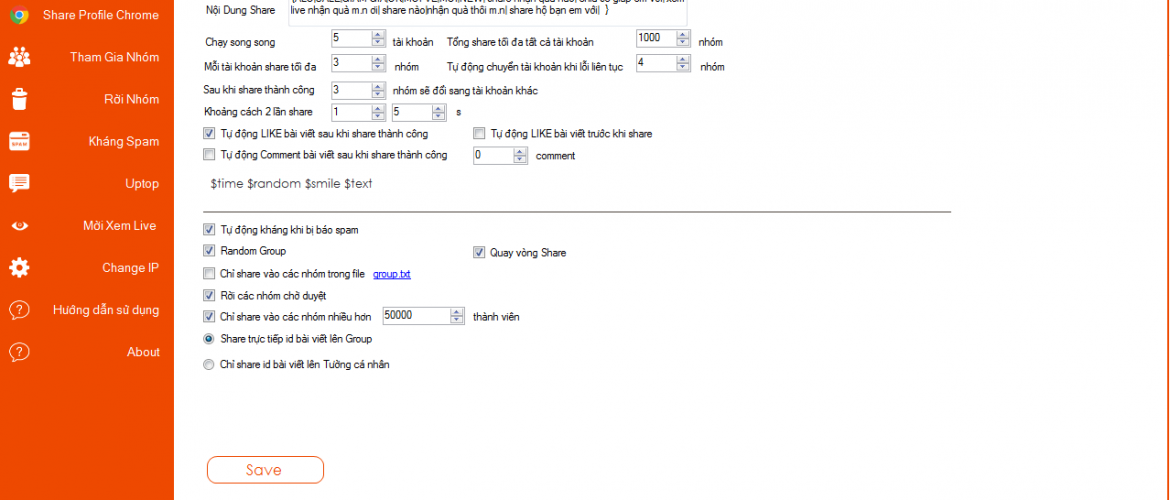 Share Profile Chrome
Tham Gia Nhóm
Rời Nhóm
SPAM
Kháng Spam
Uptop
Mời Xem Live
Change IP
Hướng dẫn sử dụng
About
Nội Dung Share
live nhận quà m.n di| share nào|nhận quà thôi m.n| share hộ bạn em với| }
Chạy song song 5 tài khoản Tổng share tối đa tất cả tài khoản 1000 nhóm
Mỗi tài khoản share tối đa 3 nhóm Tự động chuyển tài khoản khi lỗi liên tục 4 nhóm
Sau khi share thành công 3 nhóm sẽ đổi sang tài khoản khác
Khoảng cách 2 lần share 1 5 s
Tự động LIKE bài viết sau khi share thành công Tự động LIKE bài viết trước khi share
Tự động Comment bài viết sau khi share thành công 0 comment
$time $random $smile $text
Tự động kháng khi bị báo spam
Random Group Quay vòng Share
Chỉ share vào các nhóm trong file group.txt
Rời các nhóm chờ duyệt
Chỉ share vào các nhóm nhiều hơn 50000 thành viên
Share trực tiếp id bài viết lên Group
Chỉ share id bài viết lên Tường cá nhân
Save